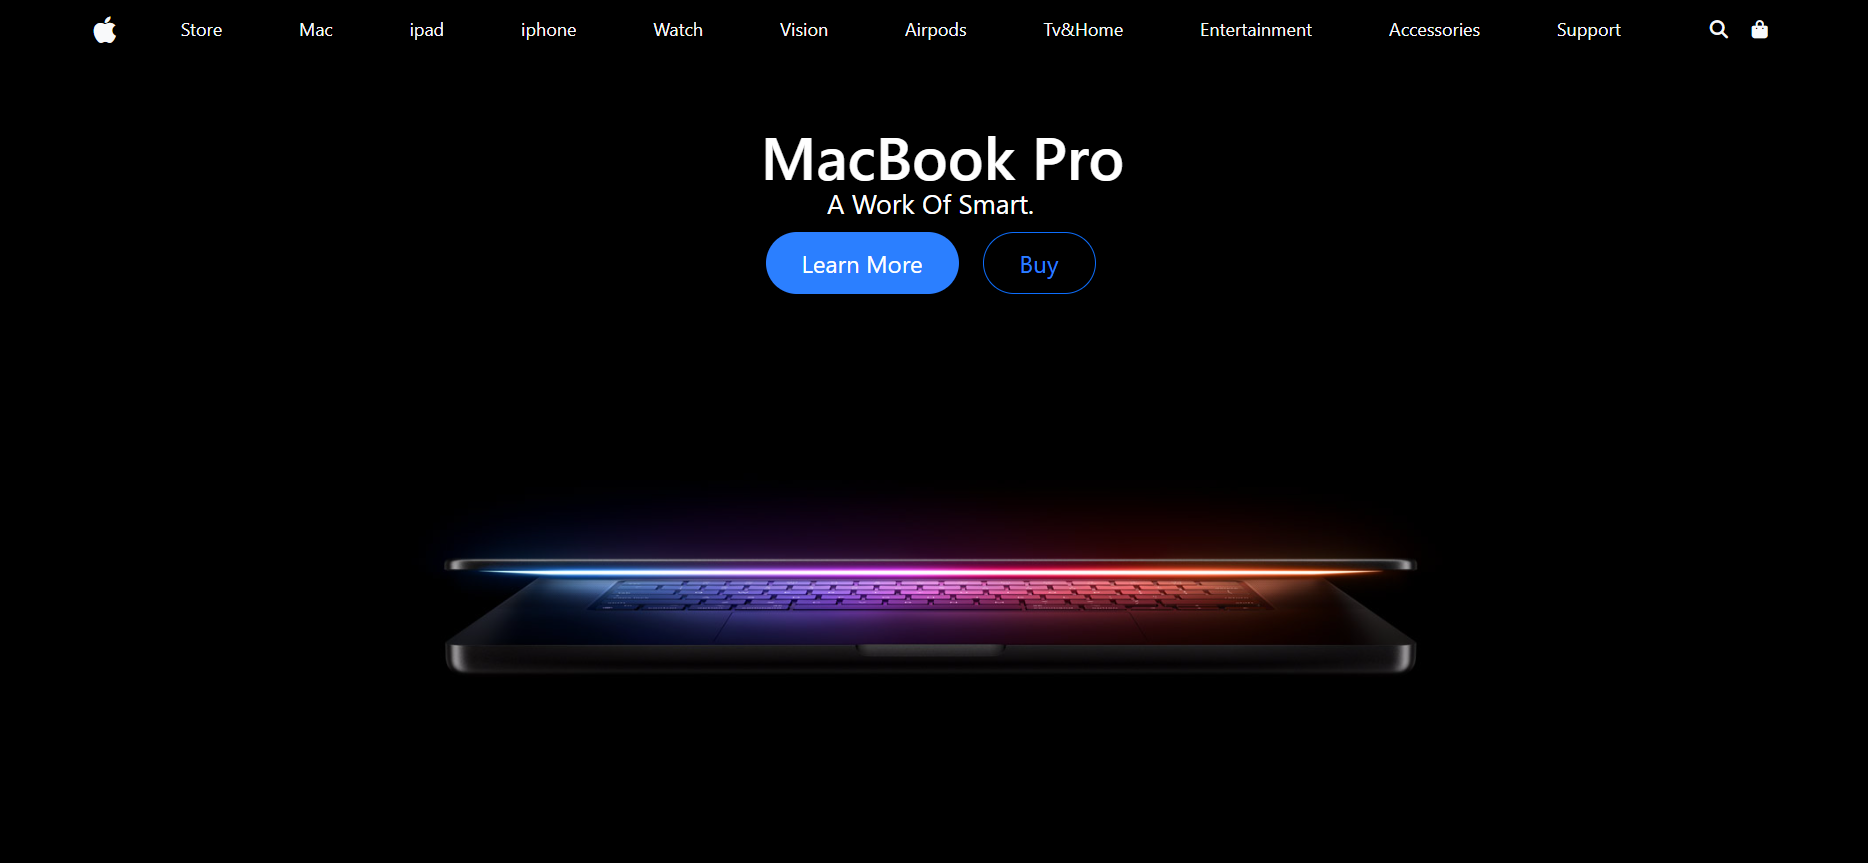 Store Mac ipad iphone Watch Vision Airpods Tv&Home Entertainment Accessories Support
MacBook Pro
A Work Of Smart.
Learn More Buy